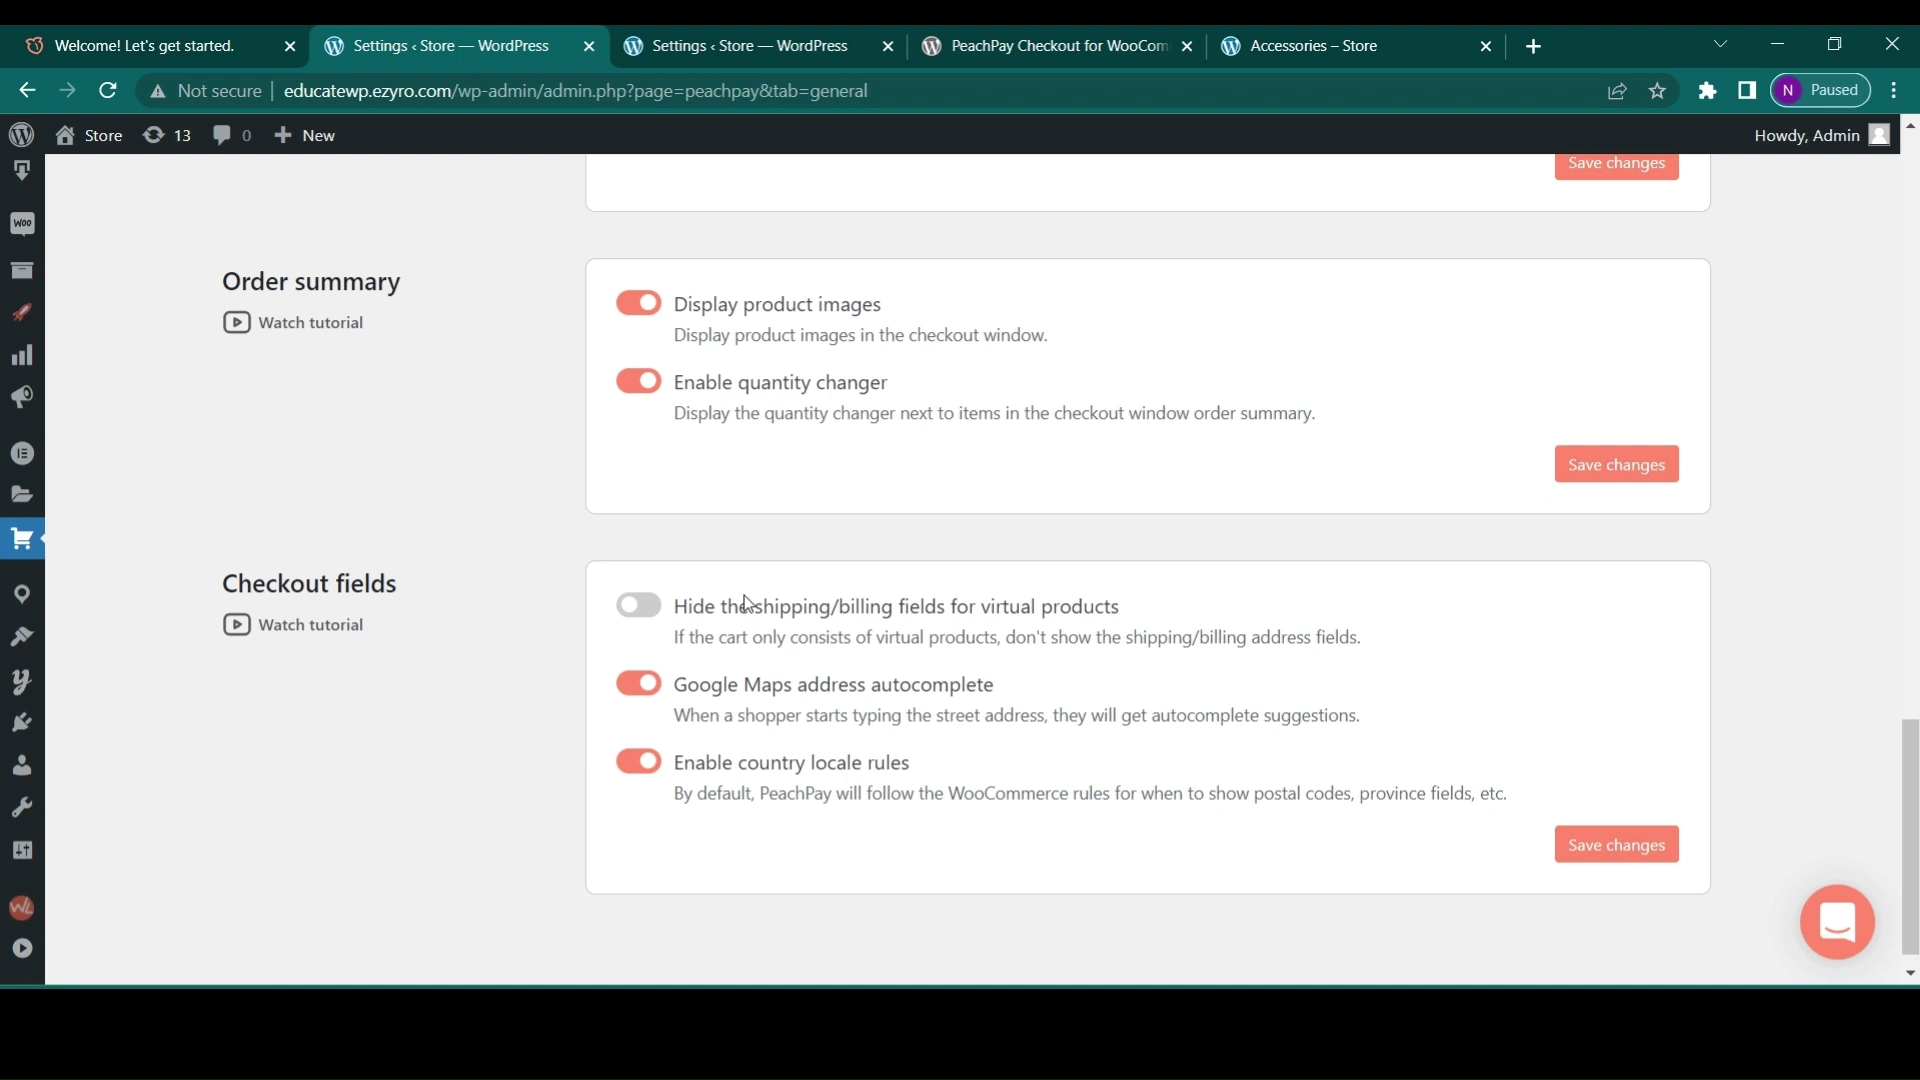 Welcome! Let's get started.
Settings ‹ Store — WordPress
Settings ‹ Store — WordPress
PeachPay Checkout for WooCom
Accessories – Store
Not secure
educatewp.ezyro.com/wp-admin/admin.php?page=peachpay&tab=general
N Paused
Store 13 0 New
Howdy, Admin
Woo
Save changes
Order summary
Watch tutorial
Display product images
Display product images in the checkout window.
Enable quantity changer
Display the quantity changer next to items in the checkout window order summary.
Save changes
Checkout fields
Watch tutorial
Hide the shipping/billing fields for virtual products
If the cart only consists of virtual products, don't show the shipping/billing address fields.
Google Maps address autocomplete
When a shopper starts typing the street address, they will get autocomplete suggestions.
Enable country locale rules
By default, PeachPay will follow the WooCommerce rules for when to show postal codes, province fields, etc.
Save changes